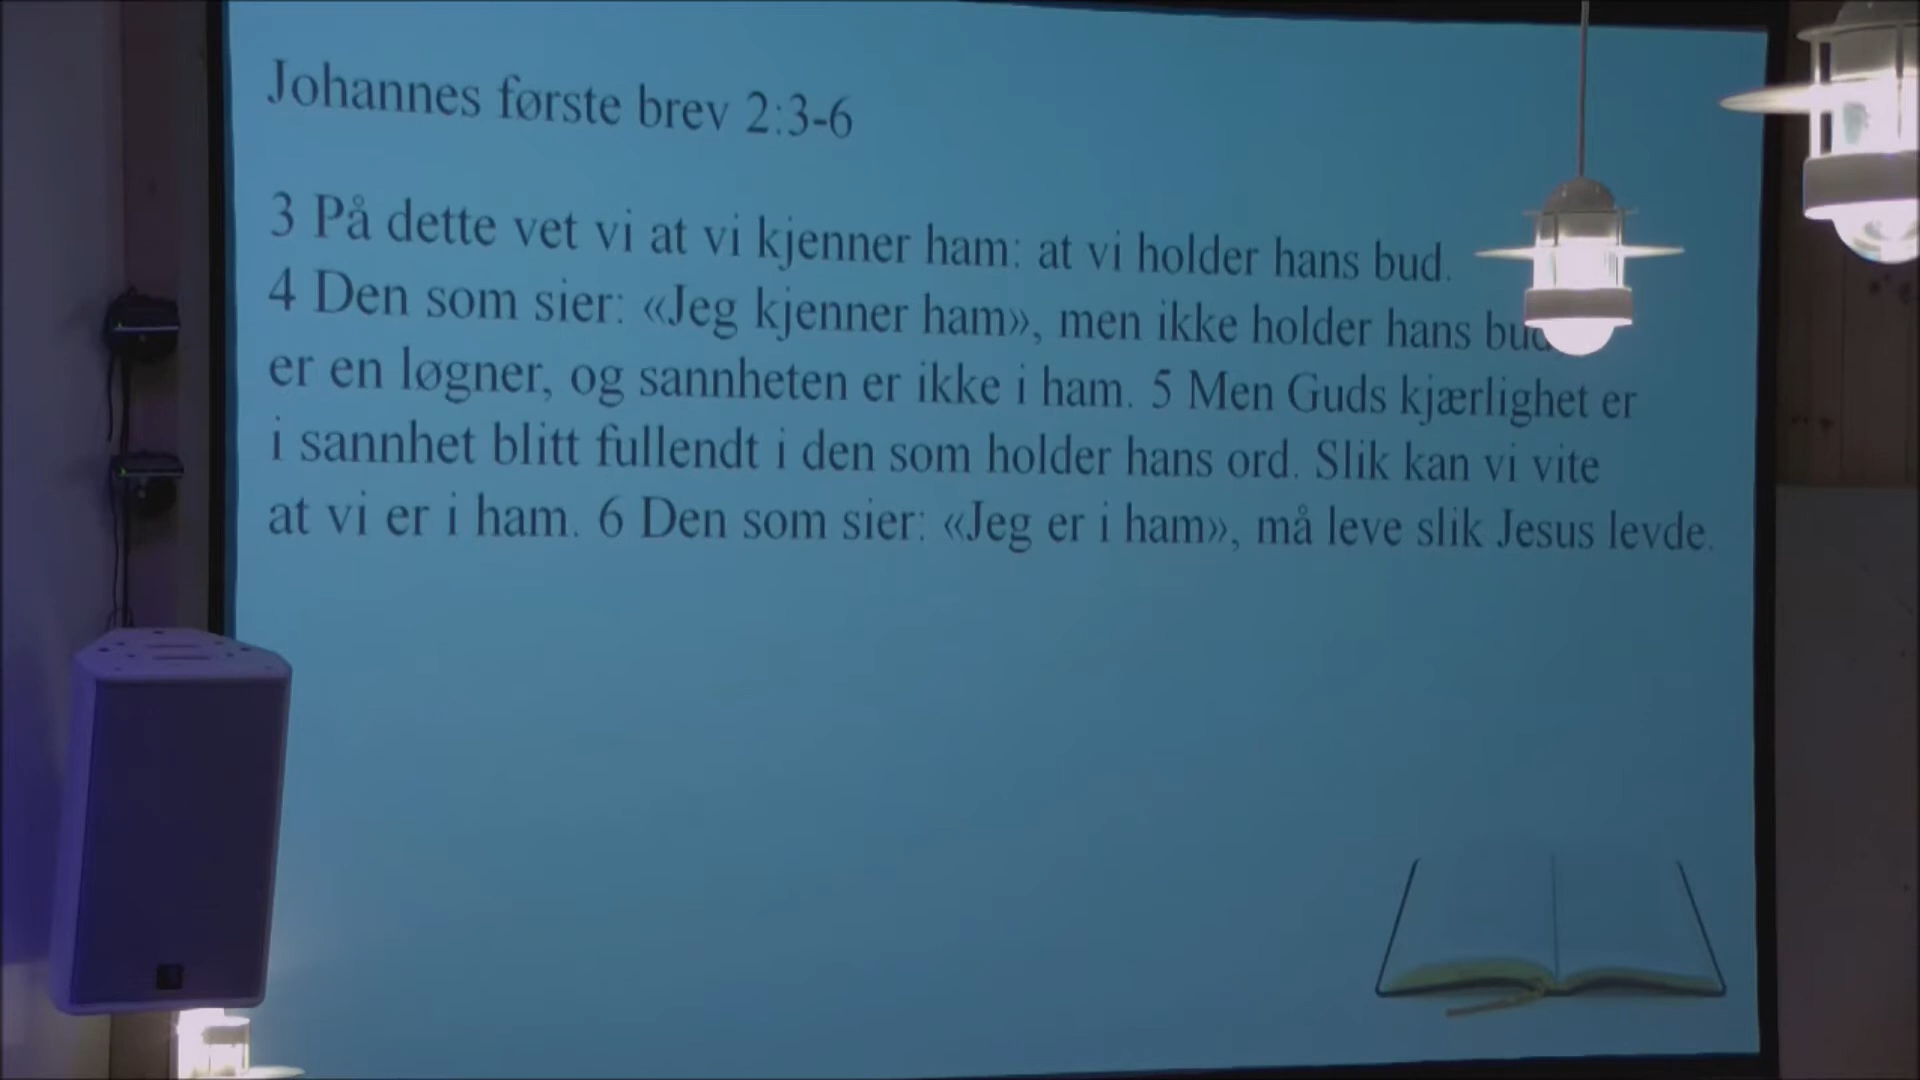 Johannes første brev 2:3-6
3 På dette vet vi at vi kjenner ham: at vi holder hans bud.
4 Den som sier: «Jeg kjenner ham», men ikke holder hans
er en løgner, og sannheten er ikke i ham. 5 Men Guds kjærlighet er
i sannhet blitt fullendt i den som holder hans ord. Slik kan vi vite
at vi er i ham. 6 Den som sier: «Jeg er i ham», må leve slik Jesus levde.